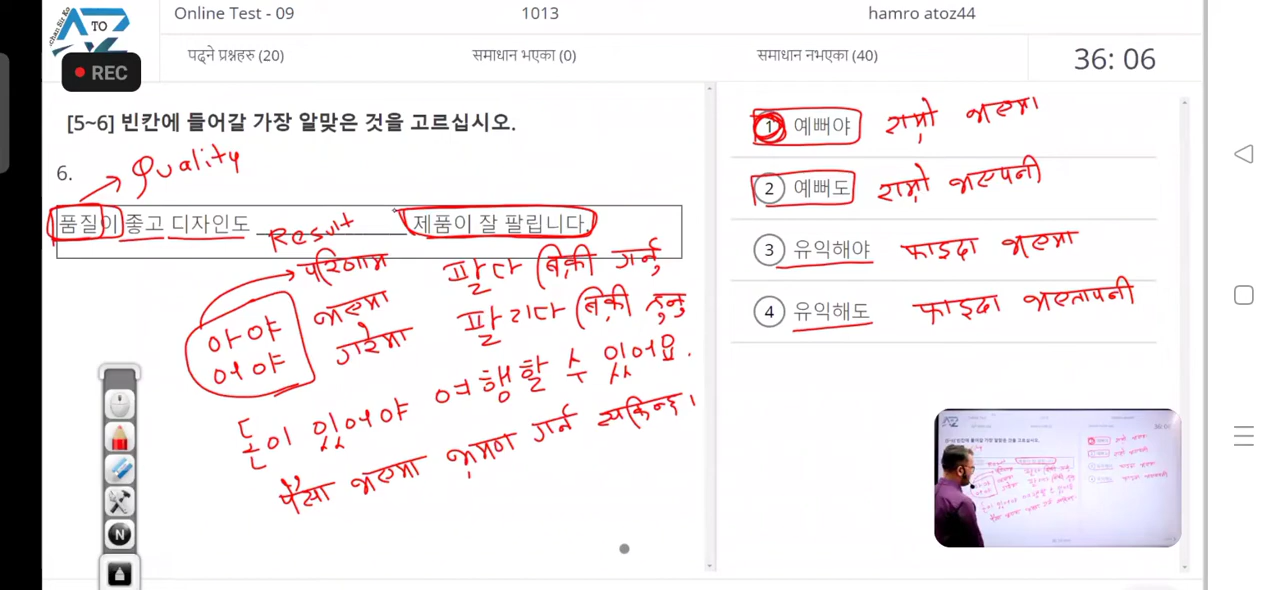 Online Test - 09
1013
hamro atoz44
A TO Z
REC
पढ्ने प्रश्नहरु (20)
समाधान भएका (0)
समाधान नभएका (40)
36: 06
[5~6] 빈칸에 들어갈 가장 알맞은 것을 고르십시오.
6.
Quality
품질이 좋고 디자인도 제품이 잘 팔립니다.
Result
परिणाम
팔다 (बिक्री गर्नु
아야 भएमा
팔리다 (बिक्री हुनु
어야 गरेमा
돈이 있어야 여행할 수 있어요.
पैसा भएमा भ्रमण गर्न सकिन्छ।
1 예뻐야 राम्रो भएमा
2 예뻐도 राम्रो भएपनी
3 유익해야 फाइदा भएमा
4 유익해도 फाइदा भएतापनी
N